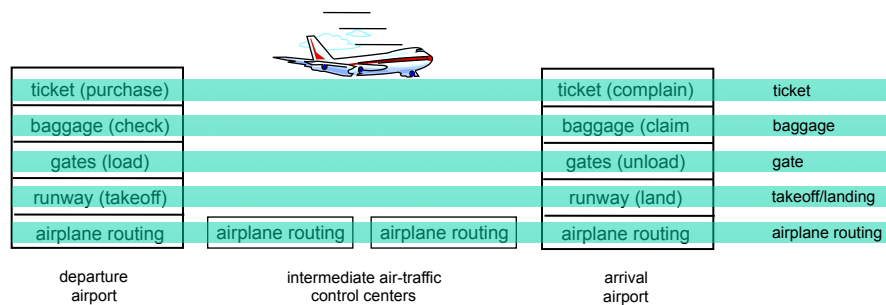 ticket (purchase) ticket (complain) ticket
baggage (check) baggage (claim baggage
gates (load) gates (unload) gate
runway (takeoff) runway (land) takeoff/landing
airplane routing airplane routing airplane routing airplane routing airplane routing
departure
airport
intermediate air-traffic
control centers
arrival
airport